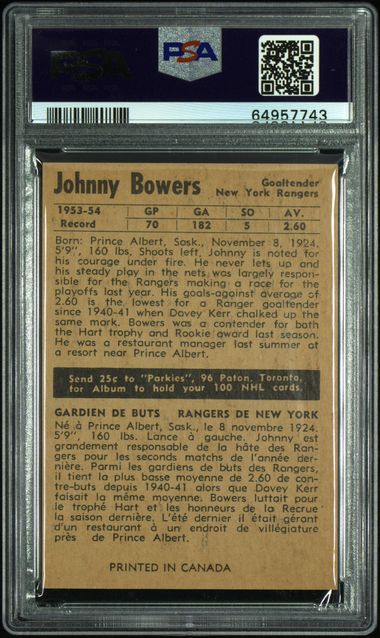 PSA
PSA
64957743
Johnny Bowers
Goaltender
New York Rangers
1953-54 GP GA SO AV.
Record 70 182 5 2.60
Born: Prince Albert, Sask., November 8, 1924.
5'9", 160 lbs, Shoots left. Johnny is noted for
his courage under fire. He never lets up and
his steady play in the nets was largely respon-
sible for the Rangers making a race for the
playoffs last year. His goals-against average of
2.60 is the lowest for a Ranger goaltender
since 1940-41 when Davey Kerr chalked up the
same mark. Bowers was a contender for both
the Hart trophy and Rookie award last season.
He was a restaurant manager last summer at
a resort near Prince Albert.
Send 25c to "Parkies", 96 Paton, Toronto,
for Album to hold your 100 NHL cards.
GARDIEN DE BUTS RANGERS DE NEW YORK
Né à Prince Albert, Sask., le 8 novembre 1924.
5'9", 160 lbs. Lance à gauche. Johnny est
grandement responsable de la hâte des Ran-
gers pour les seconds matchs de l'année der-
nière. Parmi les gardiens de buts des Rangers,
il tient la plus basse moyenne de 2.60 de con-
tre-buts depuis 1940-41 alors que Davey Kerr
faisait la même moyenne. Bowers luttait pour
le trophé Hart et les honneurs de la Recrue
la saison dernière. L'été dernier il était gérant
d'un restaurant à un endroit de villégiature
près de Prince Albert.
PRINTED IN CANADA